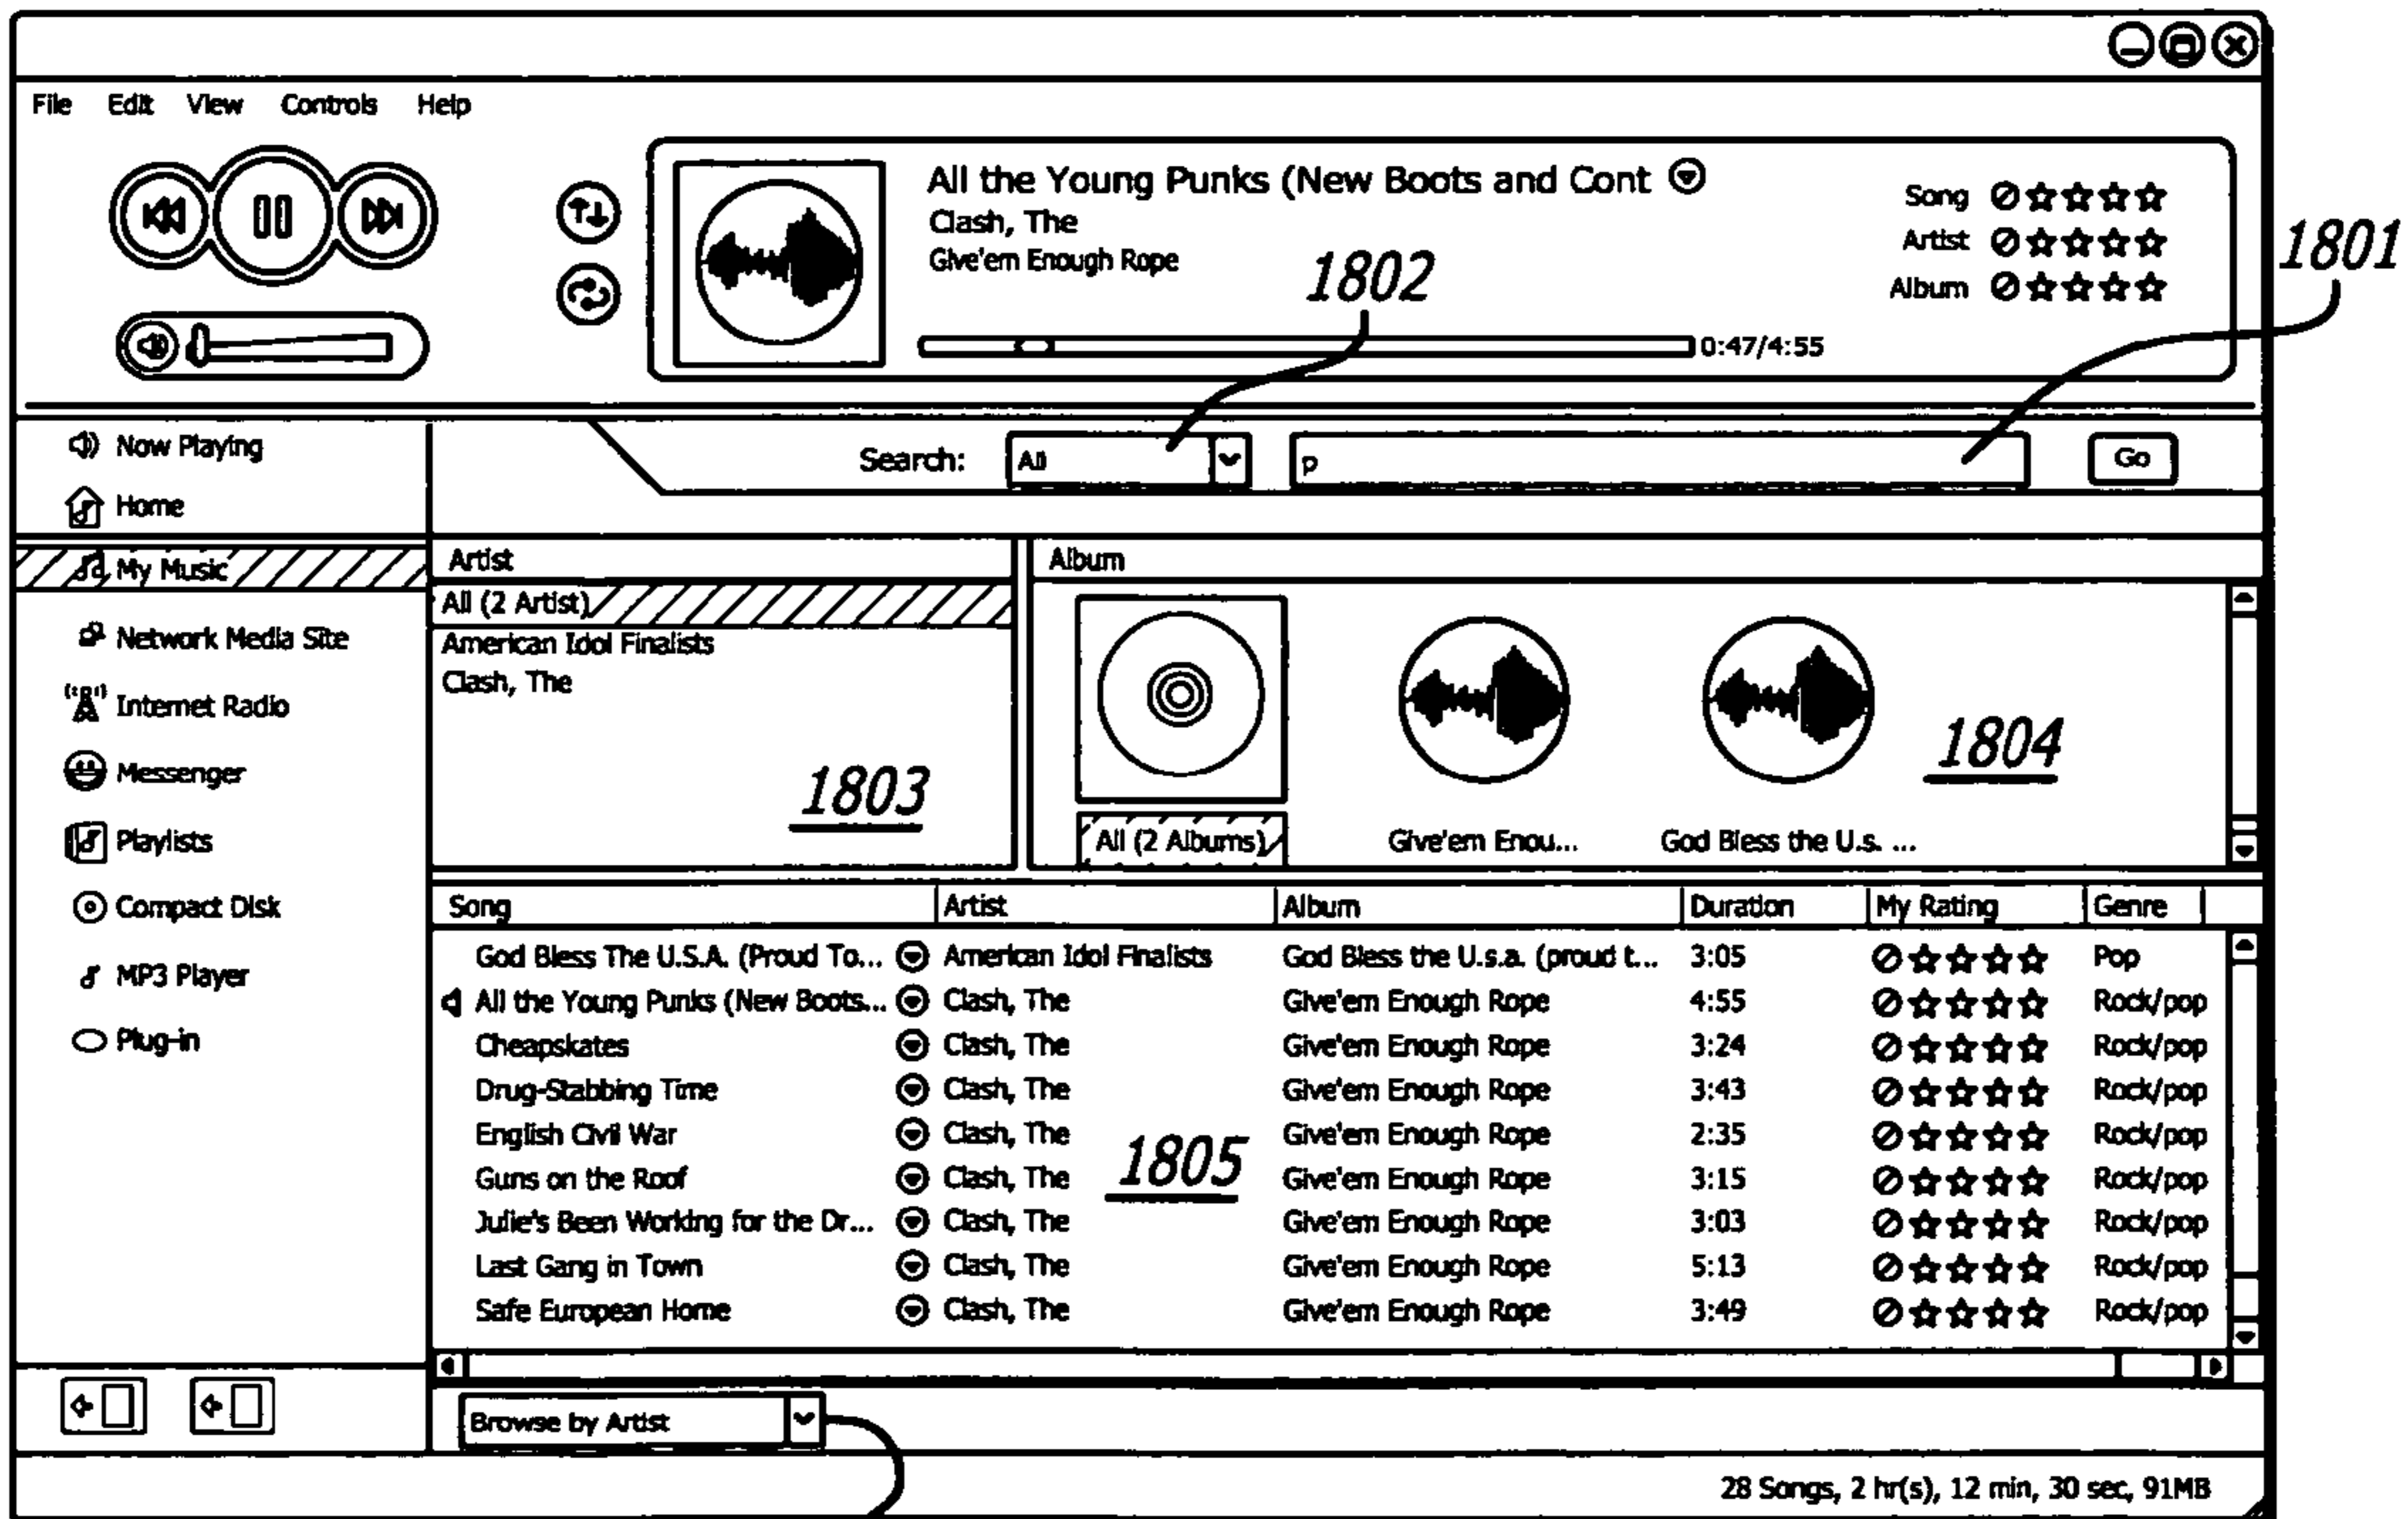 File Edit View Controls Help
All the Young Punks (New Boots and Cont
Clash, The
Give'em Enough Rope
Song
Artist
Album
1801
1802
0:47/4:55
Now Playing
Home
My Music
Network Media Site
Internet Radio
Messenger
Playlists
Compact Disk
MP3 Player
Plug-in
Search: All p Go
Artist
All (2 Artist)
American Idol Finalists
Clash, The
1803
Album
1804
All (2 Albums) Give'em Enou... God Bless the U.s. ...
Song Artist Album Duration My Rating Genre
God Bless The U.S.A. (Proud To... American Idol Finalists God Bless the U.s.a. (proud t... 3:05 Pop
All the Young Punks (New Boots... Clash, The Give'em Enough Rope 4:55 Rock/pop
Cheapskates Clash, The Give'em Enough Rope 3:24 Rock/pop
Drug-Stabbing Time Clash, The Give'em Enough Rope 3:43 Rock/pop
English Civil War Clash, The Give'em Enough Rope 2:35 Rock/pop
Guns on the Roof Clash, The Give'em Enough Rope 3:15 Rock/pop
Julie's Been Working for the Dr... Clash, The Give'em Enough Rope 3:03 Rock/pop
Last Gang in Town Clash, The Give'em Enough Rope 5:13 Rock/pop
Safe European Home Clash, The Give'em Enough Rope 3:49 Rock/pop
1805
Browse by Artist
28 Songs, 2 hr(s), 12 min, 30 sec, 91MB